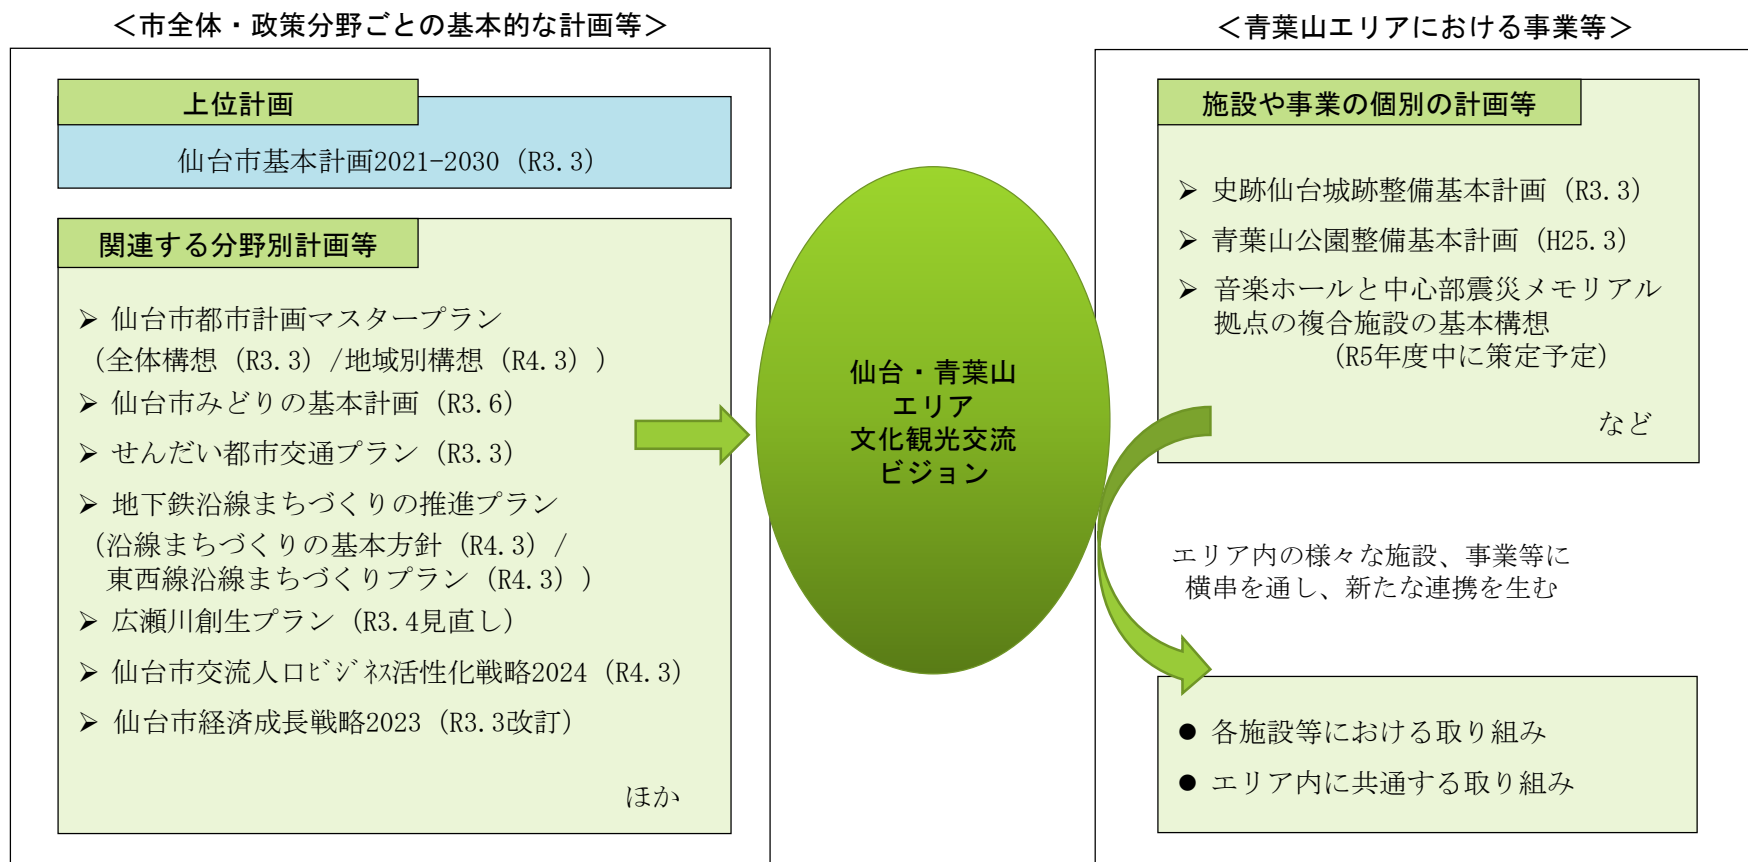 ＜市全体・政策分野ごとの基本的な計画等＞
上位計画
仙台市基本計画2021-2030（R3.3）
関連する分野別計画等
➢ 仙台市都市計画マスタープラン
（全体構想（R3.3）/地域別構想（R4.3））
➢ 仙台市みどりの基本計画（R3.6）
➢ せんだい都市交通プラン（R3.3）
➢ 地下鉄沿線まちづくりの推進プラン
（沿線まちづくりの基本方針（R4.3）/
東西線沿線まちづくりプラン（R4.3））
➢ 広瀬川創生プラン（R3.4見直し）
➢ 仙台市交流人口ﾋﾞｼﾞﾈｽ活性化戦略2024（R4.3）
➢ 仙台市経済成長戦略2023（R3.3改訂）
ほか
仙台・青葉山
エリア
文化観光交流
ビジョン
＜青葉山エリアにおける事業等＞
施設や事業の個別の計画等
➢ 史跡仙台城跡整備基本計画（R3.3）
➢ 青葉山公園整備基本計画（H25.3）
➢ 音楽ホールと中心部震災メモリアル
拠点の複合施設の基本構想
（R5年度中に策定予定）
など
エリア内の様々な施設、事業等に
横串を通し、新たな連携を生む
● 各施設等における取り組み
● エリア内に共通する取り組み